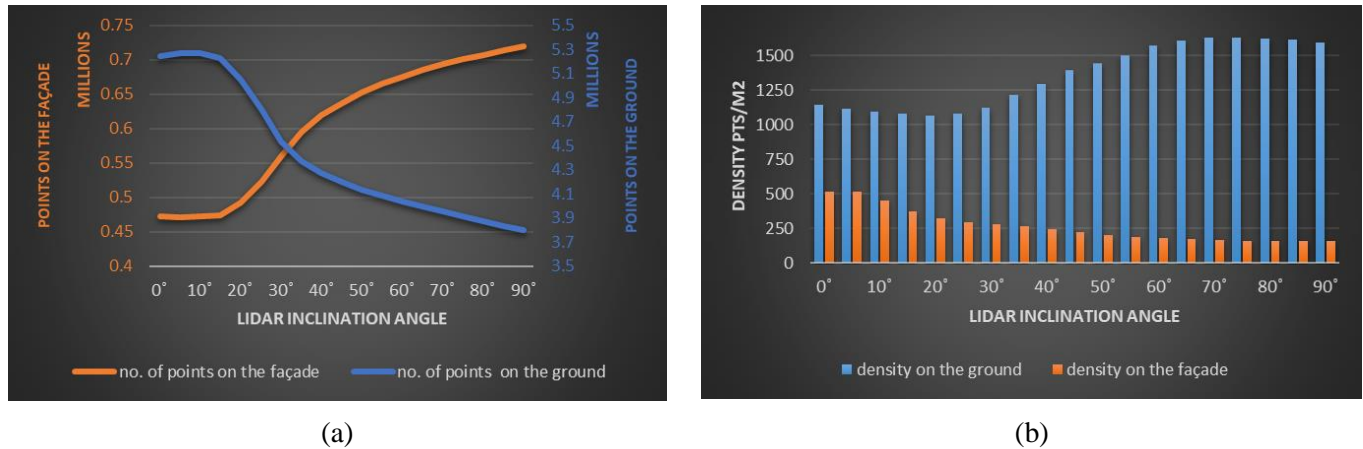 POINTS ON THE FAÇADE
MILLIONS
0.75
0.7
0.65
0.6
0.55
0.5
0.45
0.4
5.5
5.3
5.1
4.9
4.7
4.5
4.3
4.1
3.9
3.7
3.5
MILLIONS
POINTS ON THE GROUND
0˚ 10˚ 20˚ 30˚ 40˚ 50˚ 60˚ 70˚ 80˚ 90˚
LIDAR INCLINATION ANGLE
no. of points on the façade no. of points on the ground
(a)
DENSITY PTS/M2
1500
1250
1000
750
500
250
0
0˚ 10˚ 20˚ 30˚ 40˚ 50˚ 60˚ 70˚ 80˚ 90˚
LIDAR INCLINATION ANGLE
density on the ground density on the façade
(b)